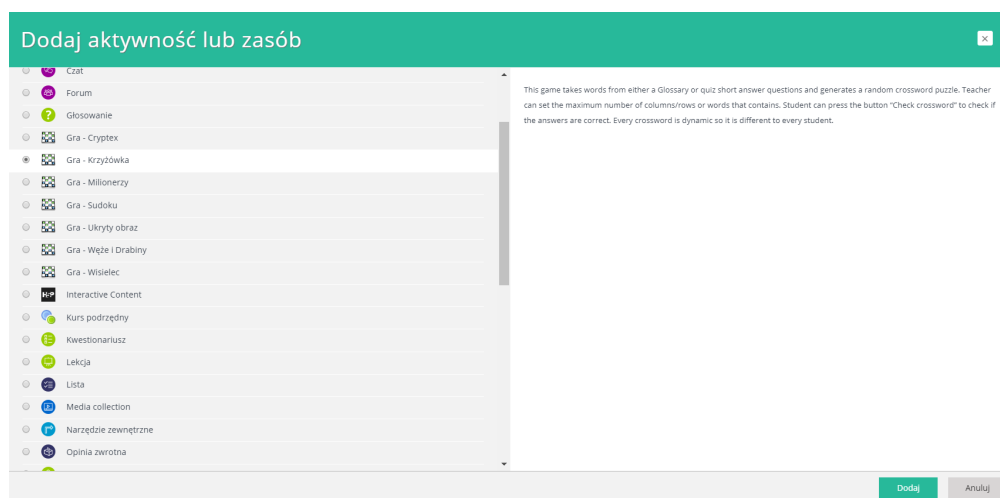 Dodaj aktywność lub zasób
Czat
Forum
Głosowanie
Gra - Cryptex
Gra - Krzyżówka
Gra - Milionerzy
Gra - Sudoku
Gra - Ukryty obraz
Gra - Węże i Drabiny
Gra - Wisielec
H-P Interactive Content
Kurs podrzędny
Kwestionariusz
Lekcja
Lista
Media collection
Narzędzie zewnętrzne
Opinia zwrotna
This game takes words from either a Glossary or quiz short answer questions and generates a random crossword puzzle. Teacher
can set the maximum number of columns/rows or words that contains. Student can press the button "Check crossword" to check if
the answers are correct. Every crossword is dynamic so it is different to every student.
Dodaj
Anuluj